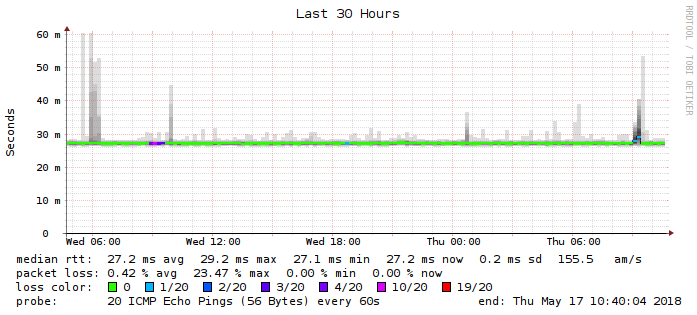 Last 30 Hours
RRDTOOL / TOBI OETIKER
Seconds
60 m
50 m
40 m
30 m
20 m
10 m
0
Wed 06:00 Wed 12:00 Wed 18:00 Thu 00:00 Thu 06:00
median rtt: 27.2 ms avg 29.2 ms max 27.1 ms min 27.2 ms now 0.2 ms sd 155.5 am/s
packet loss: 0.42 % avg 23.47 % max 0.00 % min 0.00 % now
loss color: 0 1/20 2/20 3/20 4/20 10/20 19/20
probe: 20 ICMP Echo Pings (56 Bytes) every 60s end: Thu May 17 10:40:04 2018